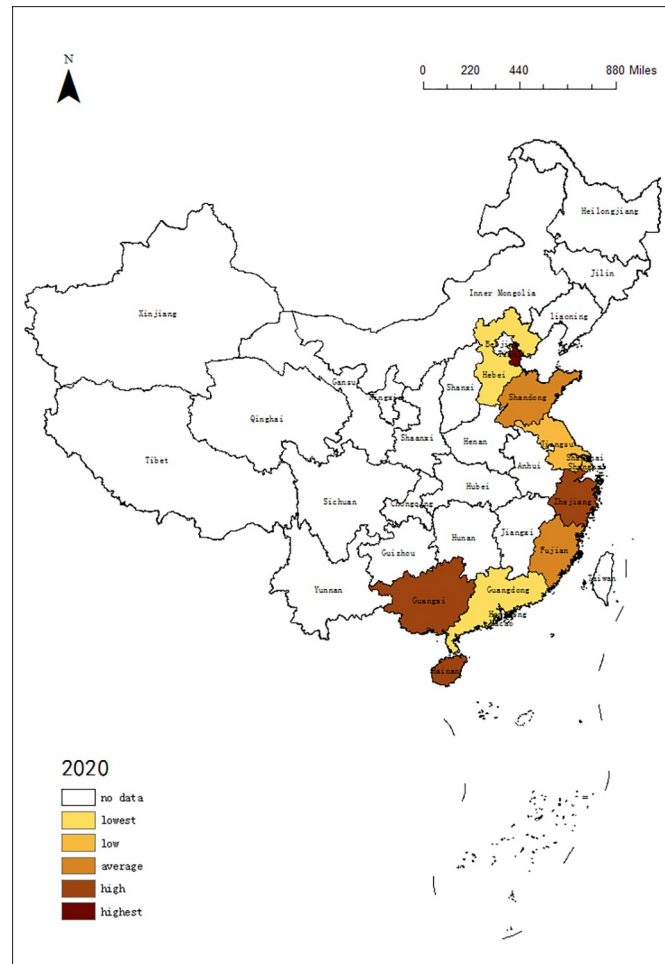 N
0 220 440 880 Miles
Heilongjiang
Jilin
Inner Mongolia
liaoning
Xinjiang
Hebei
Shanxi
Gansu
Shandong
Qinghai
Shaanxi
Henan
Jiangsu
Tibet
Anhui
Hubei
Sichuan
Chongqing
Zhejiang
Hunan
Jiangxi
Guizhou
Fujian
Taiwan
Yunnan
Guangxi
Guangdong
Hainan
2020
no data
lowest
low
average
high
highest